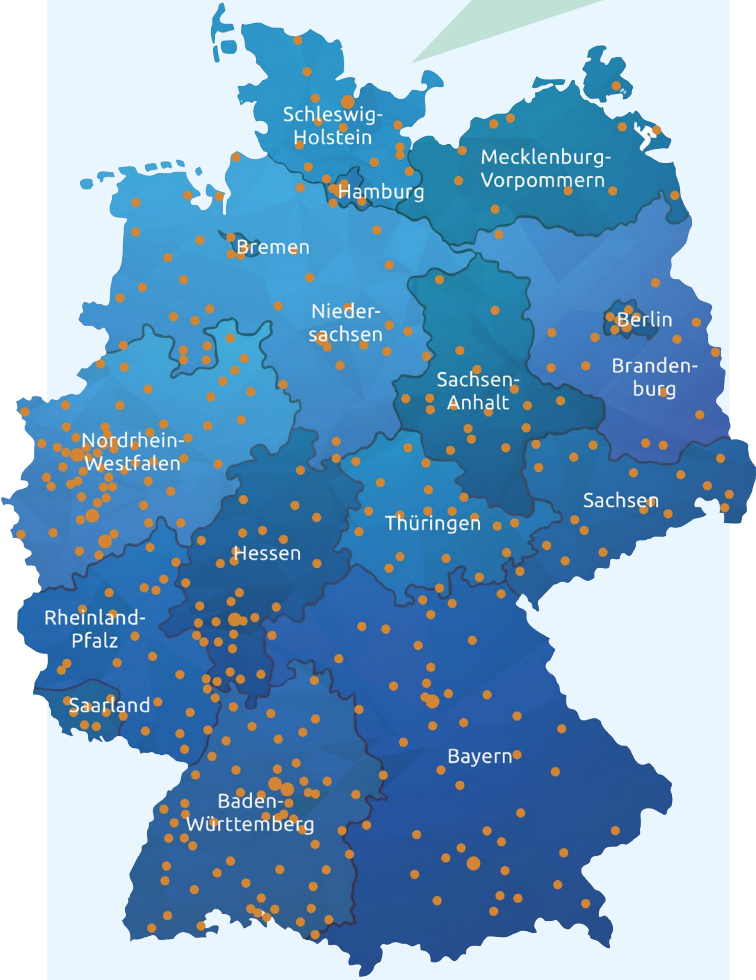 Schleswig-
Holstein
Mecklenburg-
Vorpommern
Hamburg
Bremen
Nieder-
sachsen
Berlin
Branden-
burg
Sachsen-
Anhalt
Nordrhein-
Westfalen
Sachsen
Thüringen
Hessen
Rheinland-
Pfalz
Saarland
Bayern
Baden-
Württemberg